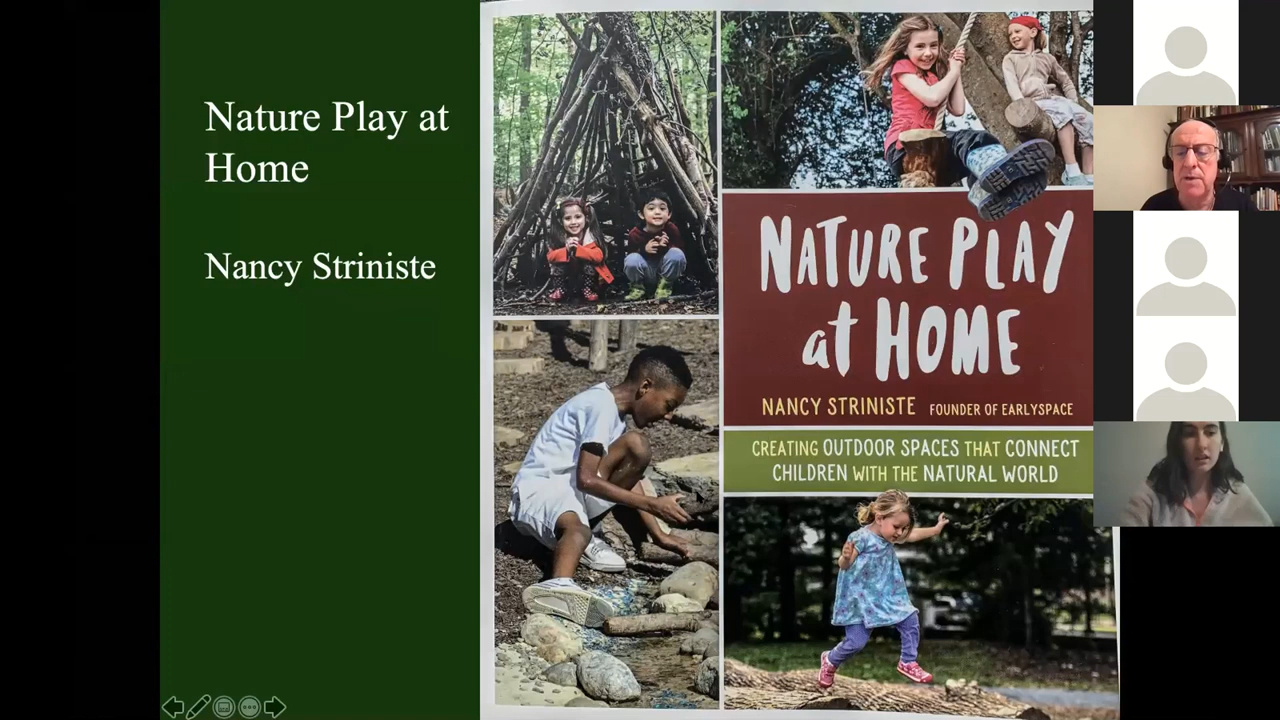 Nature Play at
Home
Nancy Striniste
NATURE PLAY
at HOME
NANCY STRINISTE FOUNDER OF EARLYSPACE
CREATING OUTDOOR SPACES THAT CONNECT
CHILDREN WITH THE NATURAL WORLD